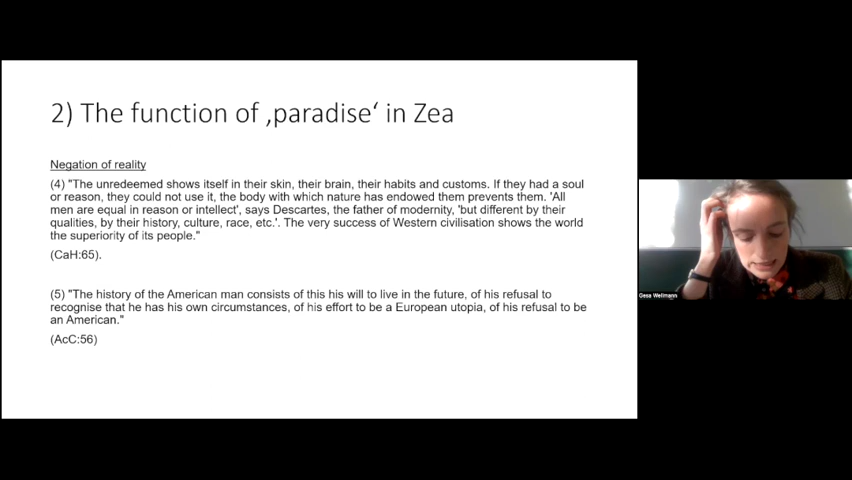 2) The function of ‚paradise‘ in Zea
Negation of reality
(4) "The unredeemed shows itself in their skin, their brain, their habits and customs. If they had a soul
or reason, they could not use it, the body with which nature has endowed them prevents them. 'All
men are equal in reason or intellect', says Descartes, the father of modernity, 'but different by their
qualities, by their history, culture, race, etc.'. The very success of Western civilisation shows the world
the superiority of its people."
(CaH:65).
(5) "The history of the American man consists of this his will to live in the future, of his refusal to
recognise that he has his own circumstances, of his effort to be a European utopia, of his refusal to be
an American."
(AcC:56)
Gesa Wellmann